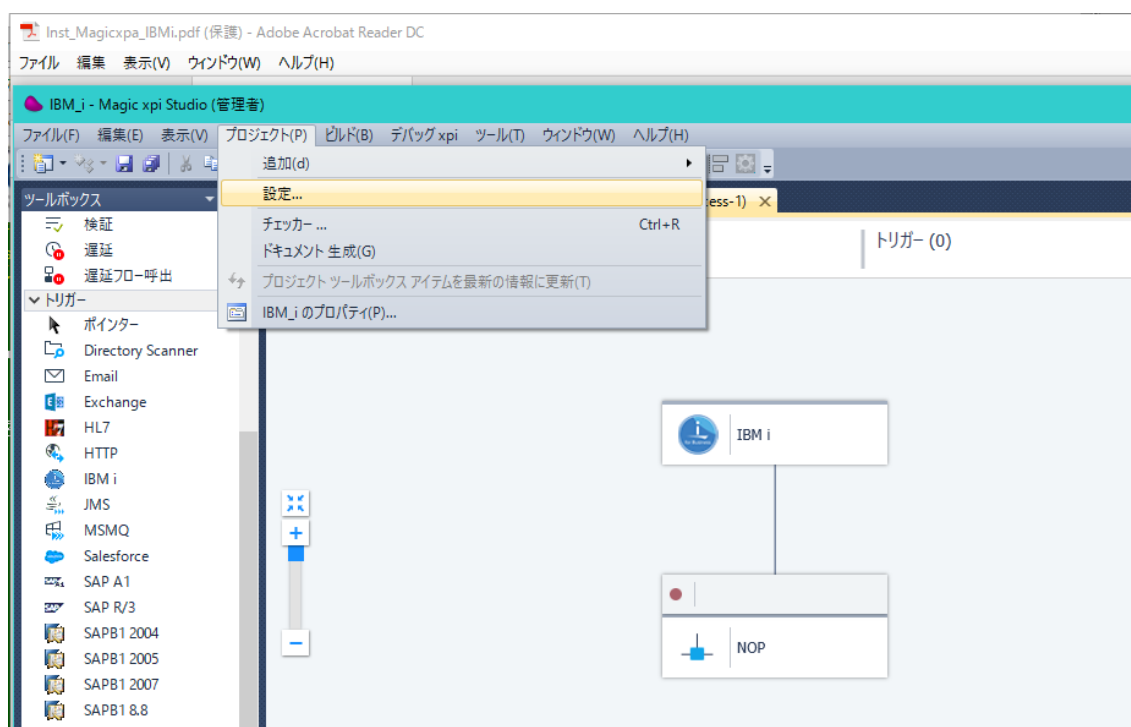 Inst_Magicxpa_IBMi.pdf (保護) - Adobe Acrobat Reader DC
ファイル 編集 表示(V) ウィンドウ(W) ヘルプ(H)
IBM_i - Magic xpi Studio (管理者)
ファイル(F) 編集(E) 表示(V) プロジェクト(P) ビルド(B) デバッグ xpi ツール(T) ウィンドウ(W) ヘルプ(H)
追加(d)
設定...
チェッカー ... Ctrl+R
ドキュメント 生成(G)
プロジェクト ツールボックス アイテムを最新の情報に更新(T)
IBM_i のプロパティ(P)...
ツールボックス
検証
遅延
遅延フロー呼出
トリガー
ポインター
Directory Scanner
Email
Exchange
HL7
HTTP
IBM i
JMS
MSMQ
Salesforce
SAP A1
SAP R/3
SAPB1 2004
SAPB1 2005
SAPB1 2007
SAPB1 8.8
ess-1)
トリガー (0)
IBM i
NOP